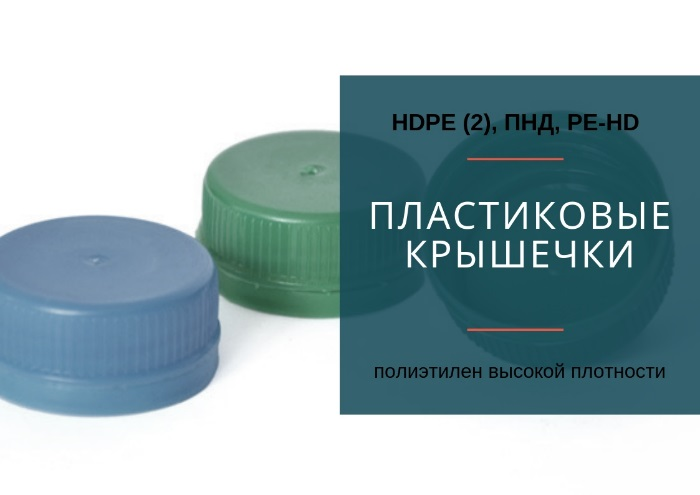 HDPE (2), ПНД, PE-HD
ПЛАСТИКОВЫЕ
КРЫШЕЧКИ
полиэтилен высокой плотности